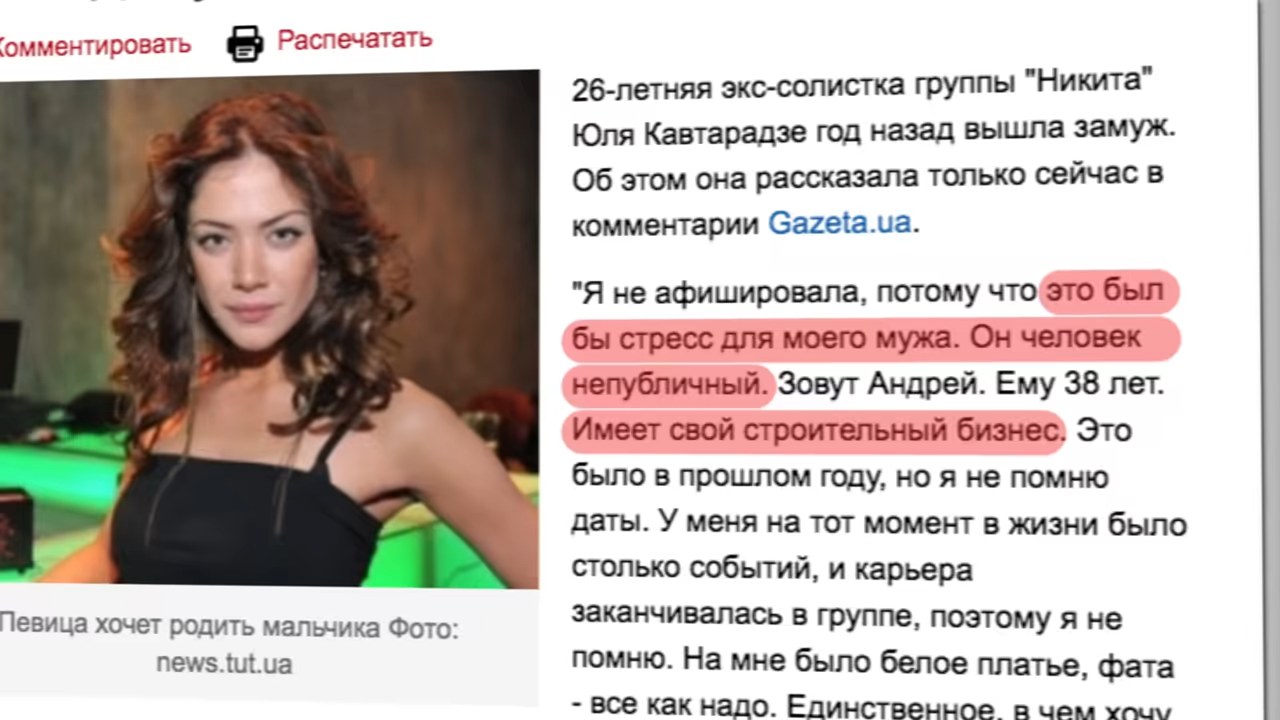 Комментировать
Распечатать
26-летняя экс-солистка группы "Никита"
Юля Кавтарадзе год назад вышла замуж.
Об этом она рассказала только сейчас в
комментарии Gazeta.ua.
"Я не афишировала, потому что это был
бы стресс для моего мужа. Он человек
непубличный. Зовут Андрей. Ему 38 лет.
Имеет свой строительный бизнес. Это
было в прошлом году, но я не помню
даты. У меня на тот момент в жизни было
столько событий, и карьера
заканчивалась в группе, поэтому я не
помню. На мне было белое платье, фата
- все как надо. Единственное, в чем хочу
Певица хочет родить мальчика Фото:
news.tut.ua